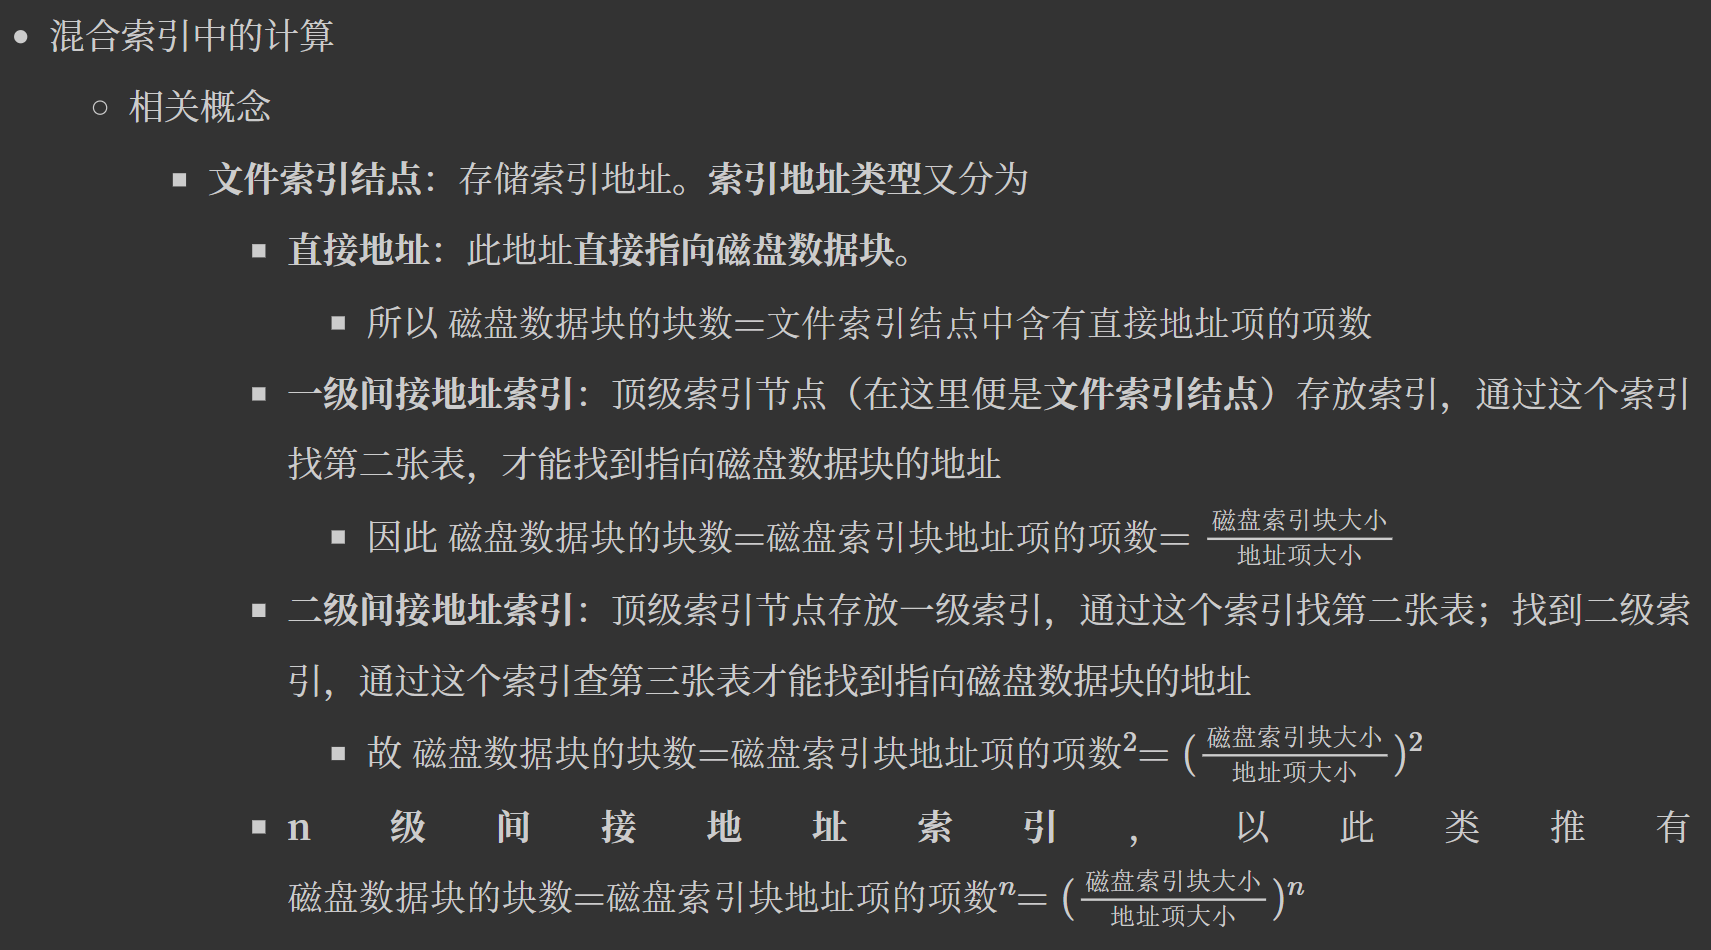 混合索引中的计算
相关概念
文件索引结点：存储索引地址。索引地址类型又分为
直接地址：此地址直接指向磁盘数据块。
所以 磁盘数据块的块数=文件索引结点中含有直接地址项的项数
一级间接地址索引：顶级索引节点（在这里便是文件索引结点）存放索引，通过这个索引
找第二张表，才能找到指向磁盘数据块的地址
因此 磁盘数据块的块数=磁盘索引块地址项的项数= \frac{磁盘索引块大小}{地址项大小}
二级间接地址索引：顶级索引节点存放一级索引，通过这个索引找第二张表；找到二级索
引，通过这个索引查第三张表才能找到指向磁盘数据块的地址
故 磁盘数据块的块数=磁盘索引块地址项的项数^2= (\frac{磁盘索引块大小}{地址项大小})^2
n级间接地址索引，以此类推有
磁盘数据块的块数=磁盘索引块地址项的项数^n= (\frac{磁盘索引块大小}{地址项大小})^n